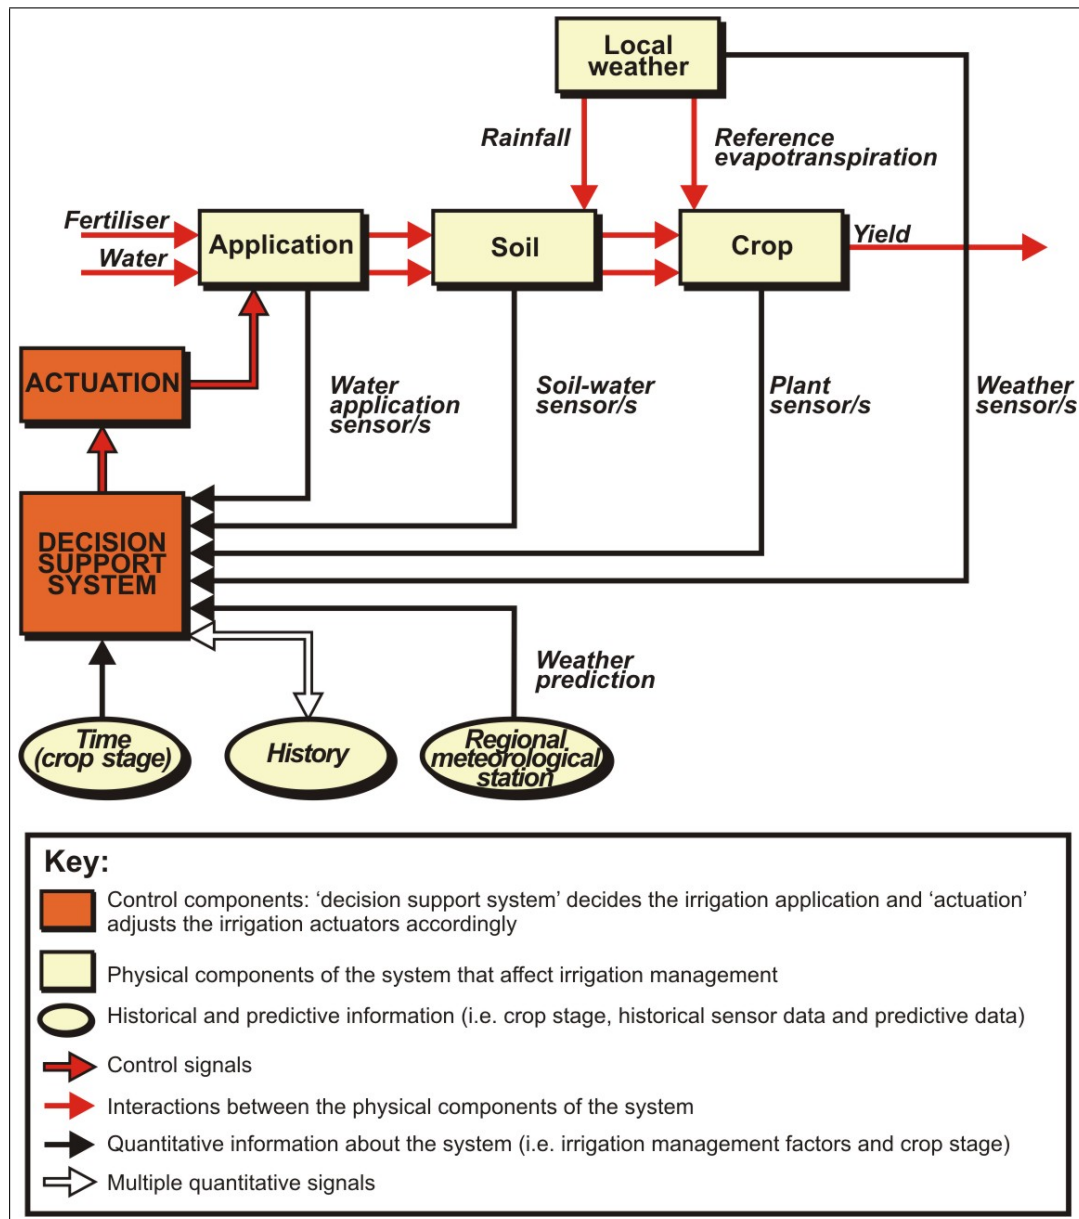 Local
weather
Rainfall
Reference
evapotranspiration
Fertiliser
Water
Application
Soil
Crop
Yield
ACTUATION
Water
application
sensor/s
Soil-water
sensor/s
Plant
sensor/s
Weather
sensor/s
DECISION
SUPPORT
SYSTEM
Weather
prediction
Time
(crop stage)
History
Regional
meteorological
station
Key:
Control components: ‘decision support system’ decides the irrigation application and ‘actuation’
adjusts the irrigation actuators accordingly
Physical components of the system that affect irrigation management
Historical and predictive information (i.e. crop stage, historical sensor data and predictive data)
Control signals
Interactions between the physical components of the system
Quantitative information about the system (i.e. irrigation management factors and crop stage)
Multiple quantitative signals